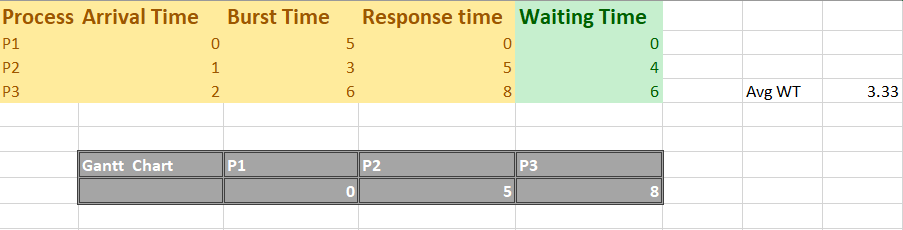 Process Arrival Time Burst Time Response time Waiting Time
P1 0 5 0 0
P2 1 3 5 4
P3 2 6 8 6 Avg WT 3.33
Gantt Chart P1 P2 P3
0 5 8